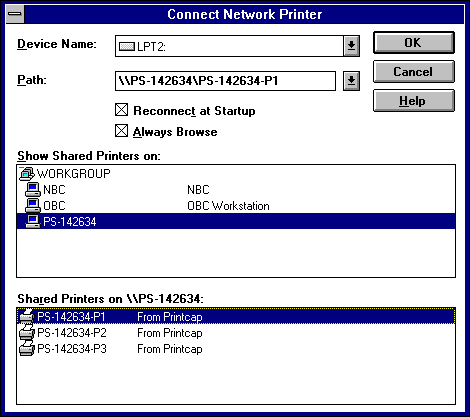 Connect Network Printer
Device Name: LPT2:
OK
Path: \\PS-142634\PS-142634-P1
Cancel
Reconnect at Startup
Help
Always Browse
Show Shared Printers on:
WORKGROUP
NBC NBC
OBC OBC Workstation
PS-142634
Shared Printers on \\PS-142634:
PS-142634-P1 From Printcap
PS-142634-P2 From Printcap
PS-142634-P3 From Printcap